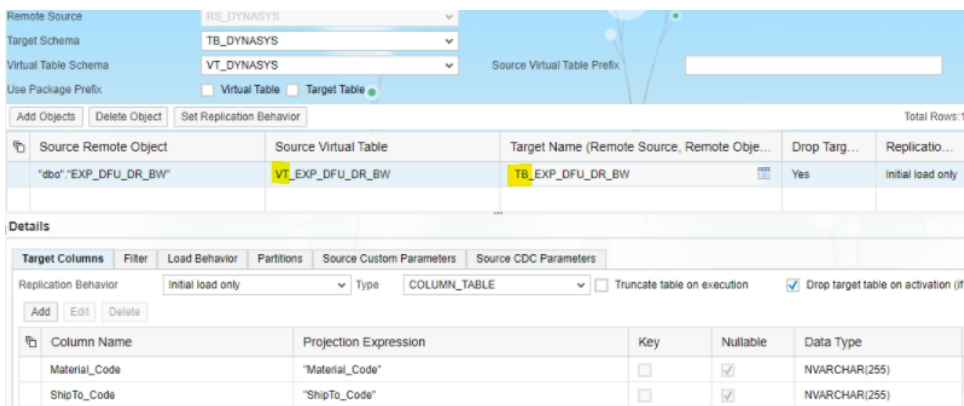 Remote Source RS_DYNASYS
Target Schema TB_DYNASYS
Virtual Table Schema VT_DYNASYS Source Virtual Table Prefix
Use Package Prefix Virtual Table Target Table
Add Objects Delete Object Set Replication Behavior Total Rows:1
Source Remote Object Source Virtual Table Target Name (Remote Source, Remote Obje... Drop Targ... Replicatio...
"dbo"."EXP_DFU_DR_BW" VT_EXP_DFU_DR_BW TB_EXP_DFU_DR_BW Yes Initial load only
Details
Target Columns Filter Load Behavior Partitions Source Custom Parameters Source CDC Parameters
Replication Behavior Initial load only Type COLUMN_TABLE Truncate table on execution Drop target table on activation (if
Add Edit Delete
Column Name Projection Expression Key Nullable Data Type
Material_Code "Material_Code" NVARCHAR(255)
ShipTo_Code "ShipTo_Code" NVARCHAR(255)